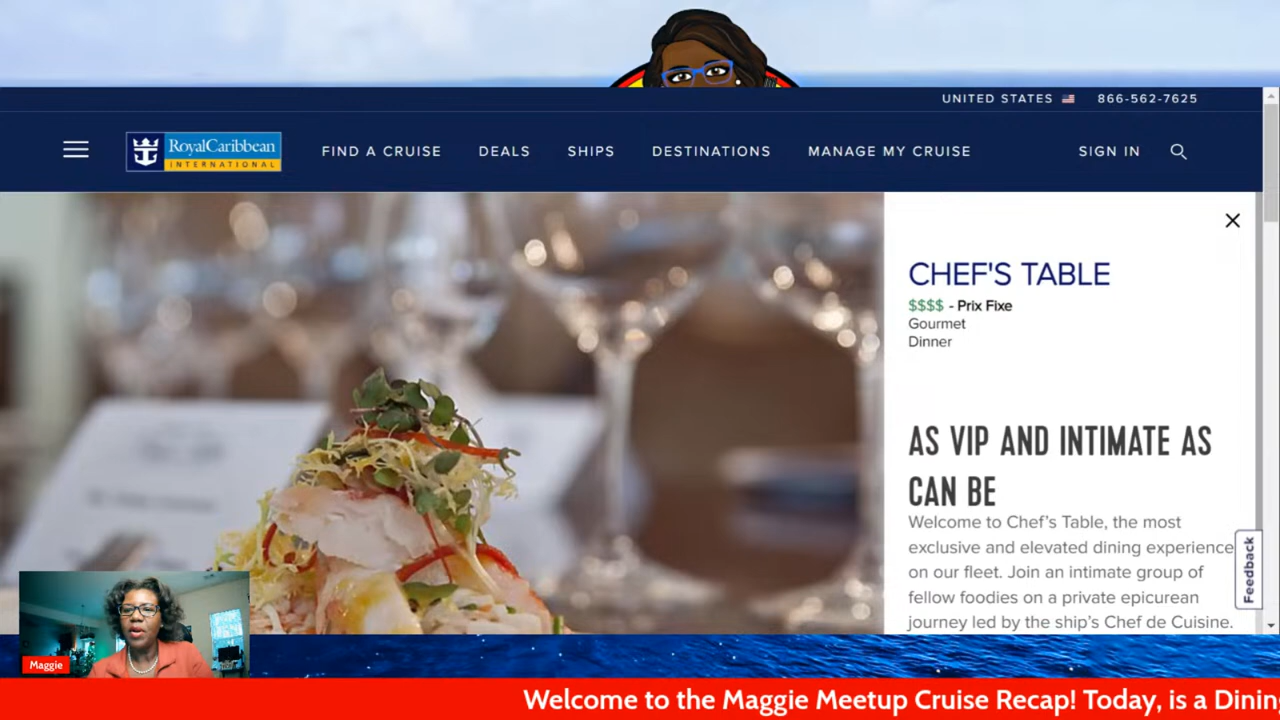 UNITED STATES 866-562-7625
RoyalCaribbean
INTERNATIONAL
FIND A CRUISE DEALS SHIPS DESTINATIONS MANAGE MY CRUISE SIGN IN
CHEF'S TABLE
$$$$ - Prix Fixe
Gourmet
Dinner
AS VIP AND INTIMATE AS
CAN BE
Welcome to Chef's Table, the most
exclusive and elevated dining experience
on our fleet. Join an intimate group of
fellow foodies on a private epicurean
journey led by the ship's Chef de Cuisine.
Feedback
Maggie
Welcome to the Maggie Meetup Cruise Recap! Today, is a